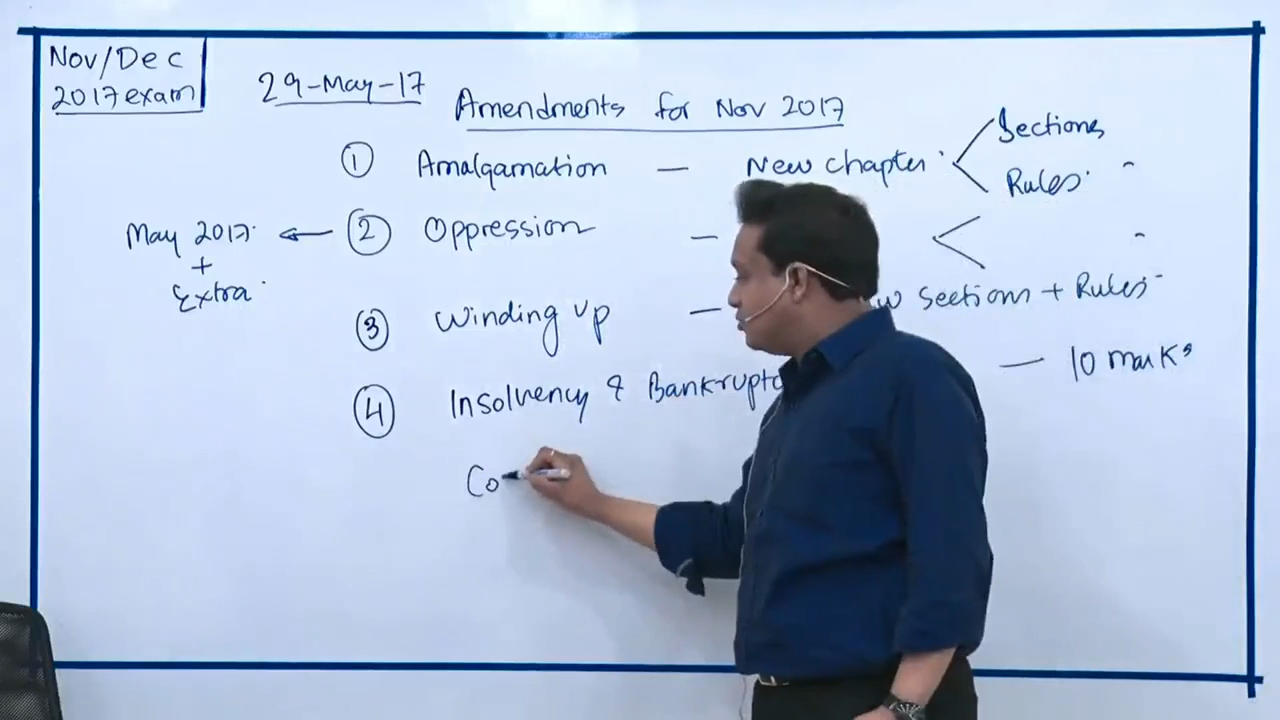 Nov/Dec
2017 exam
29-May-17
Amendments for Nov 2017
① Amalgamation — New chapter Sections
Rules
May 2017 ← ② Oppression —
+
Extra
③ Winding up — Sections + Rules
④ Insolvency & — 10 marks
Co